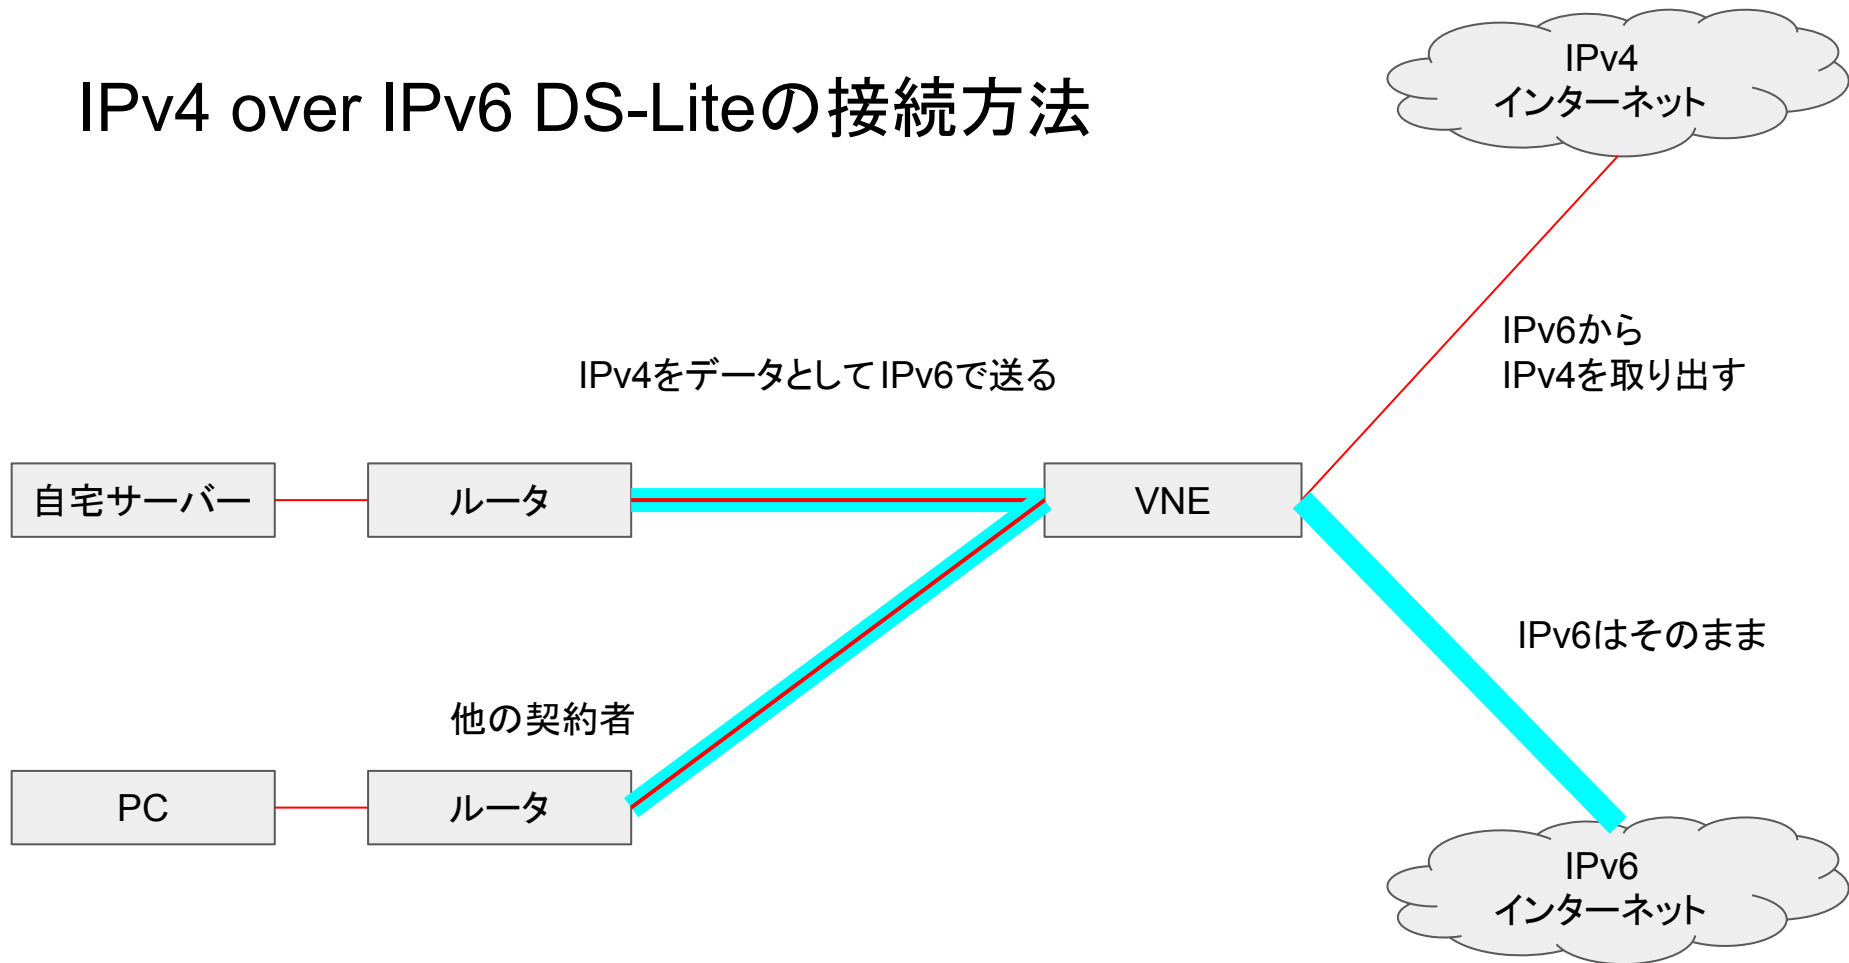 IPv4 over IPv6 DS-Liteの接続方法
IPv4
インターネット
IPv6から
IPv4を取り出す
IPv4をデータとしてIPv6で送る
自宅サーバー
ルータ
VNE
IPv6はそのまま
他の契約者
PC
ルータ
IPv6
インターネット